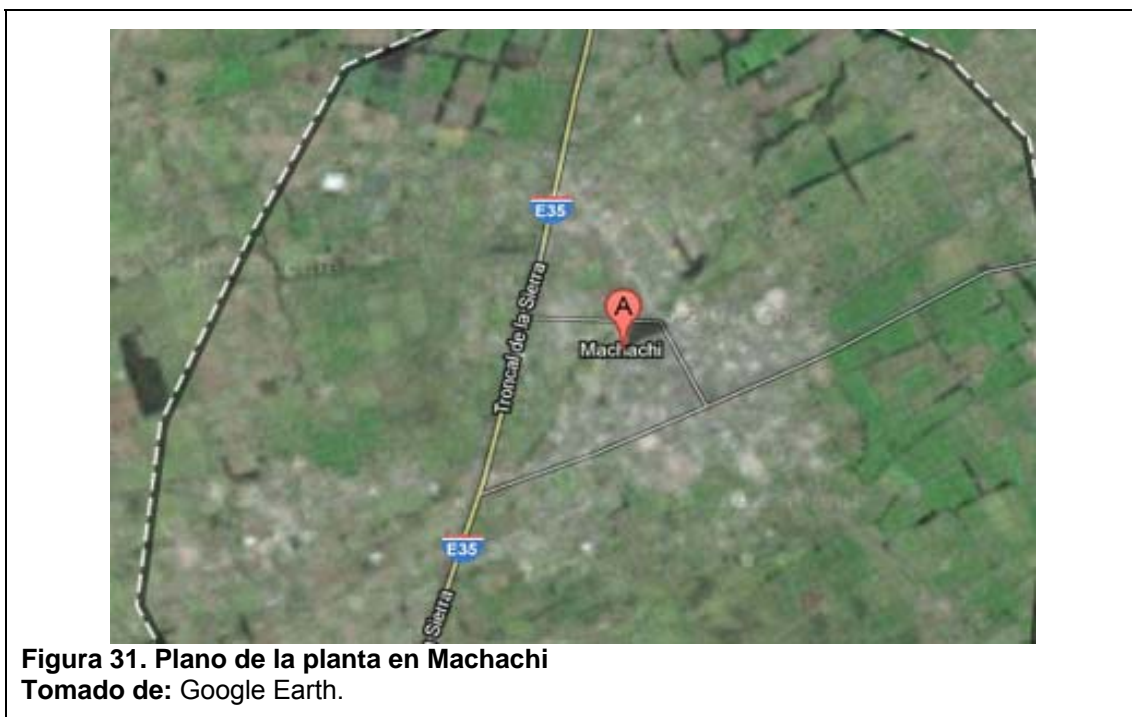 E35
Troncal de la Sierra
A
Machachi
E35
Sierra
Figura 31. Plano de la planta en Machachi
Tomado de: Google Earth.